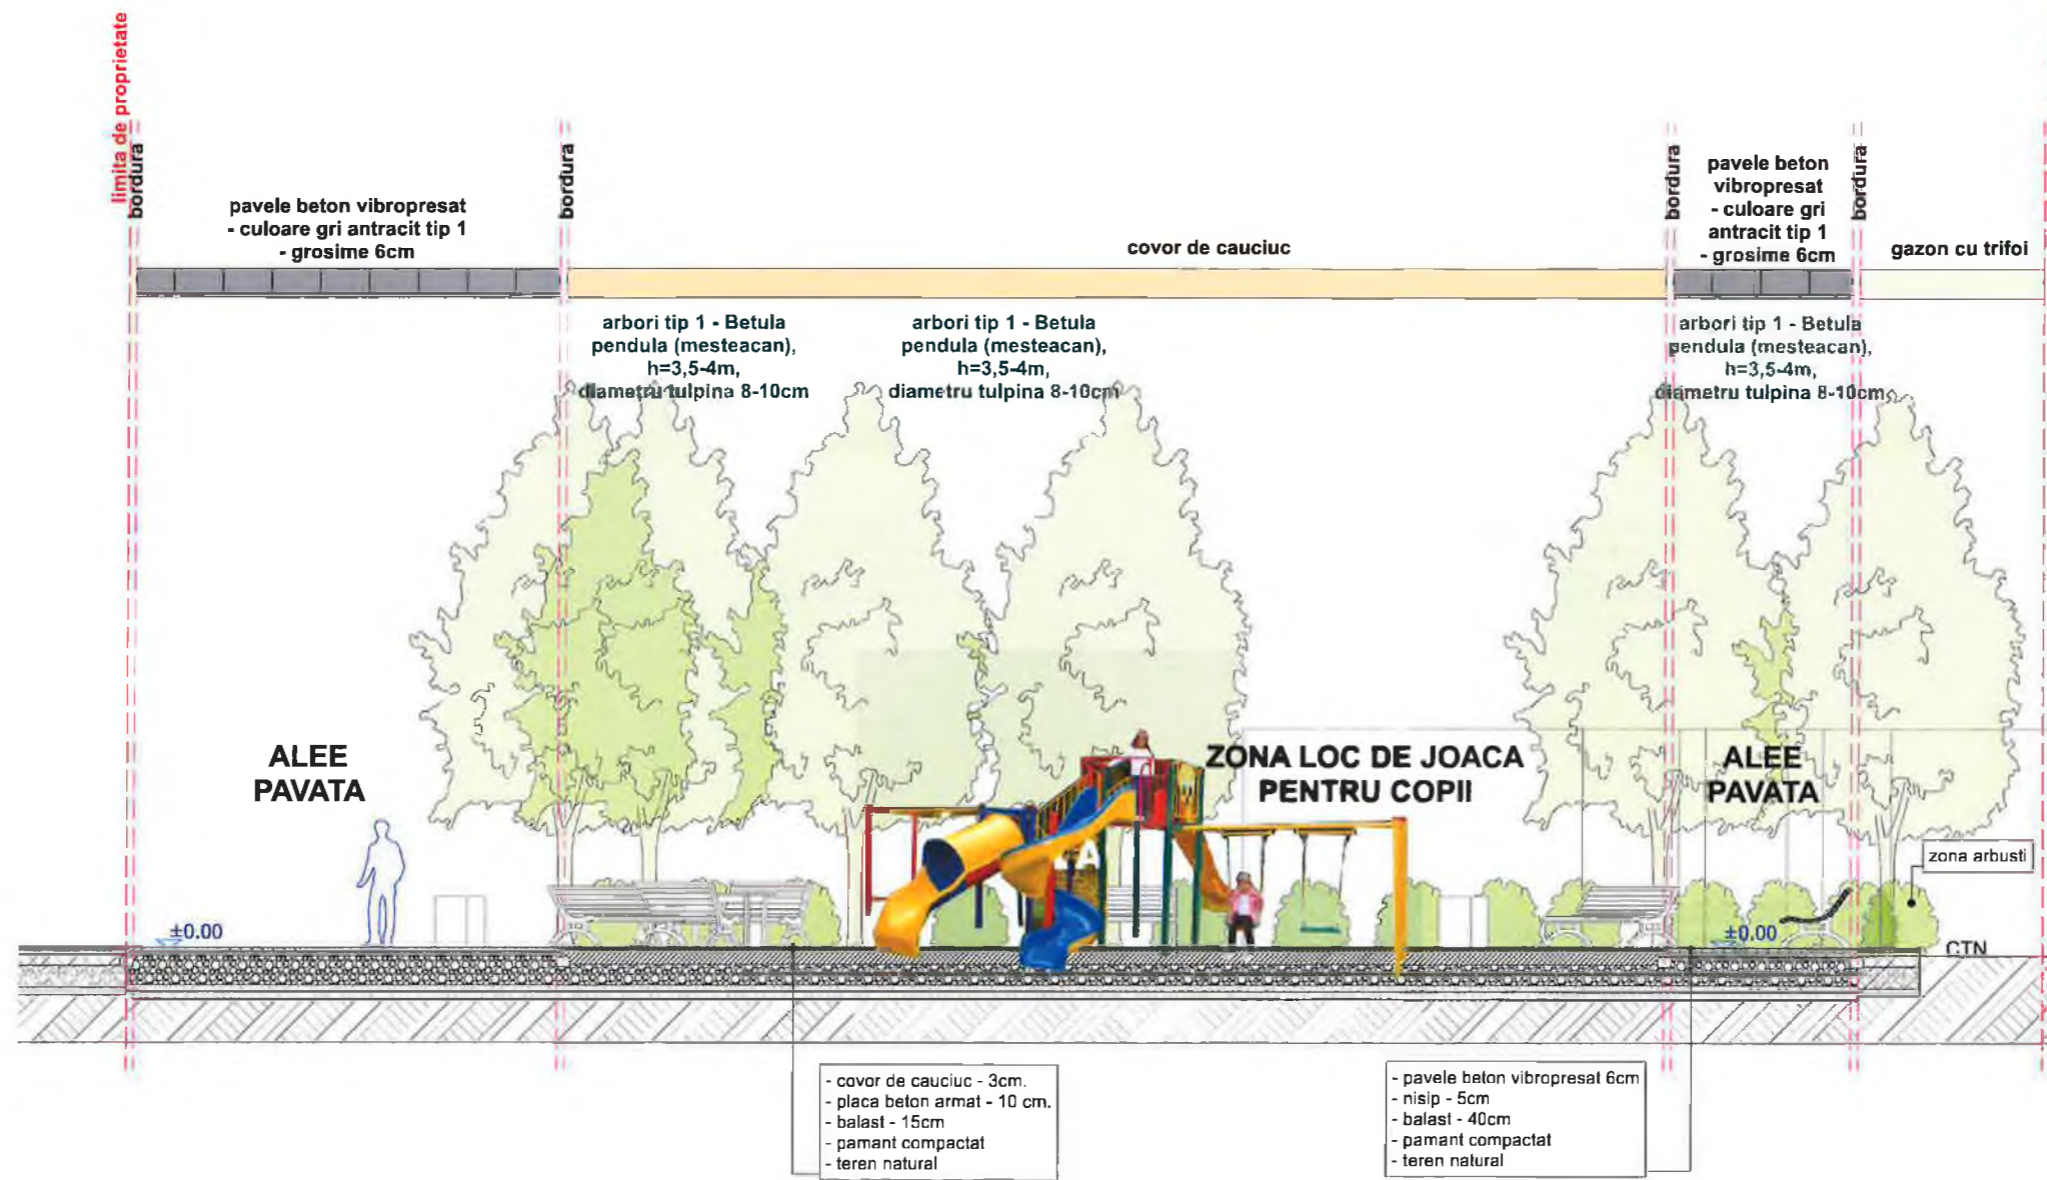 limita de proprietate
bordura
bordura
bordura
bordura
pavele beton vibropresat
- culoare gri antracit tip 1
- grosime 6cm
covor de cauciuc
pavele beton
vibropresat
- culoare gri
antracit tip 1
- grosime 6cm
gazon cu trifoi
arbori tip 1 - Betula
pendula (mesteacan),
h=3,5-4m,
diametru tulpina 8-10cm
arbori tip 1 - Betula
pendula (mesteacan),
h=3,5-4m,
diametru tulpina 8-10cm
arbori tip 1 - Betula
pendula (mesteacan),
h=3,5-4m,
diametru tulpina 8-10cm
ALEE
PAVATA
ZONA LOC DE JOACA
PENTRU COPII
ALEE
PAVATA
zona arbusti
±0.00
±0.00
CTN
- covor de cauciuc - 3cm.
- placa beton armat - 10 cm.
- balast - 15cm
- pamant compactat
- teren natural
- pavele beton vibropresat 6cm
- nisip - 5cm
- balast - 40cm
- pamant compactat
- teren natural